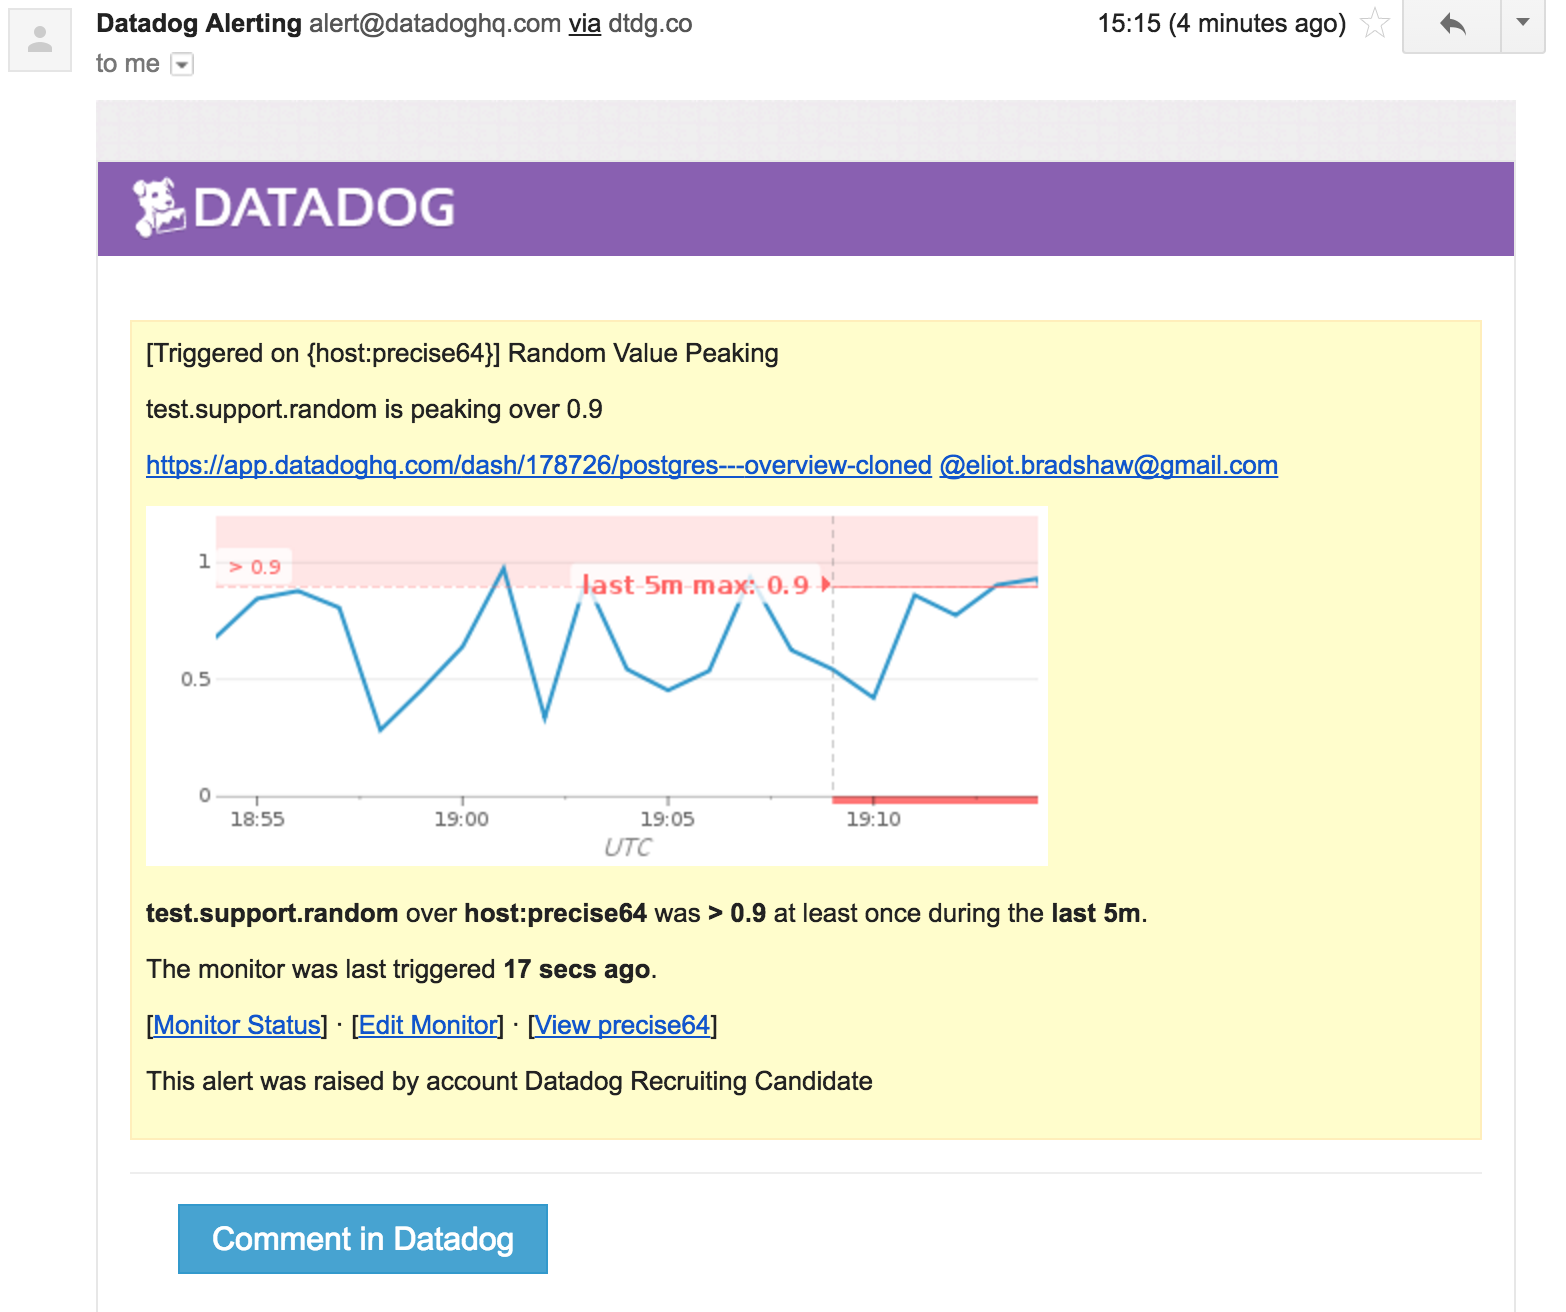 Datadog Alerting alert@datadoghq.com via dtdg.co
15:15 (4 minutes ago)
to me
DATADOG
[Triggered on {host:precise64}] Random Value Peaking
test.support.random is peaking over 0.9
https://app.datadoghq.com/dash/178726/postgres---overview-cloned @eliot.bradshaw@gmail.com
1
> 0.9
last 5m max: 0.9
0.5
0
18:55 19:00 19:05 19:10
UTC
test.support.random over host:precise64 was > 0.9 at least once during the last 5m.
The monitor was last triggered 17 secs ago.
[Monitor Status] · [Edit Monitor] · [View precise64]
This alert was raised by account Datadog Recruiting Candidate
Comment in Datadog